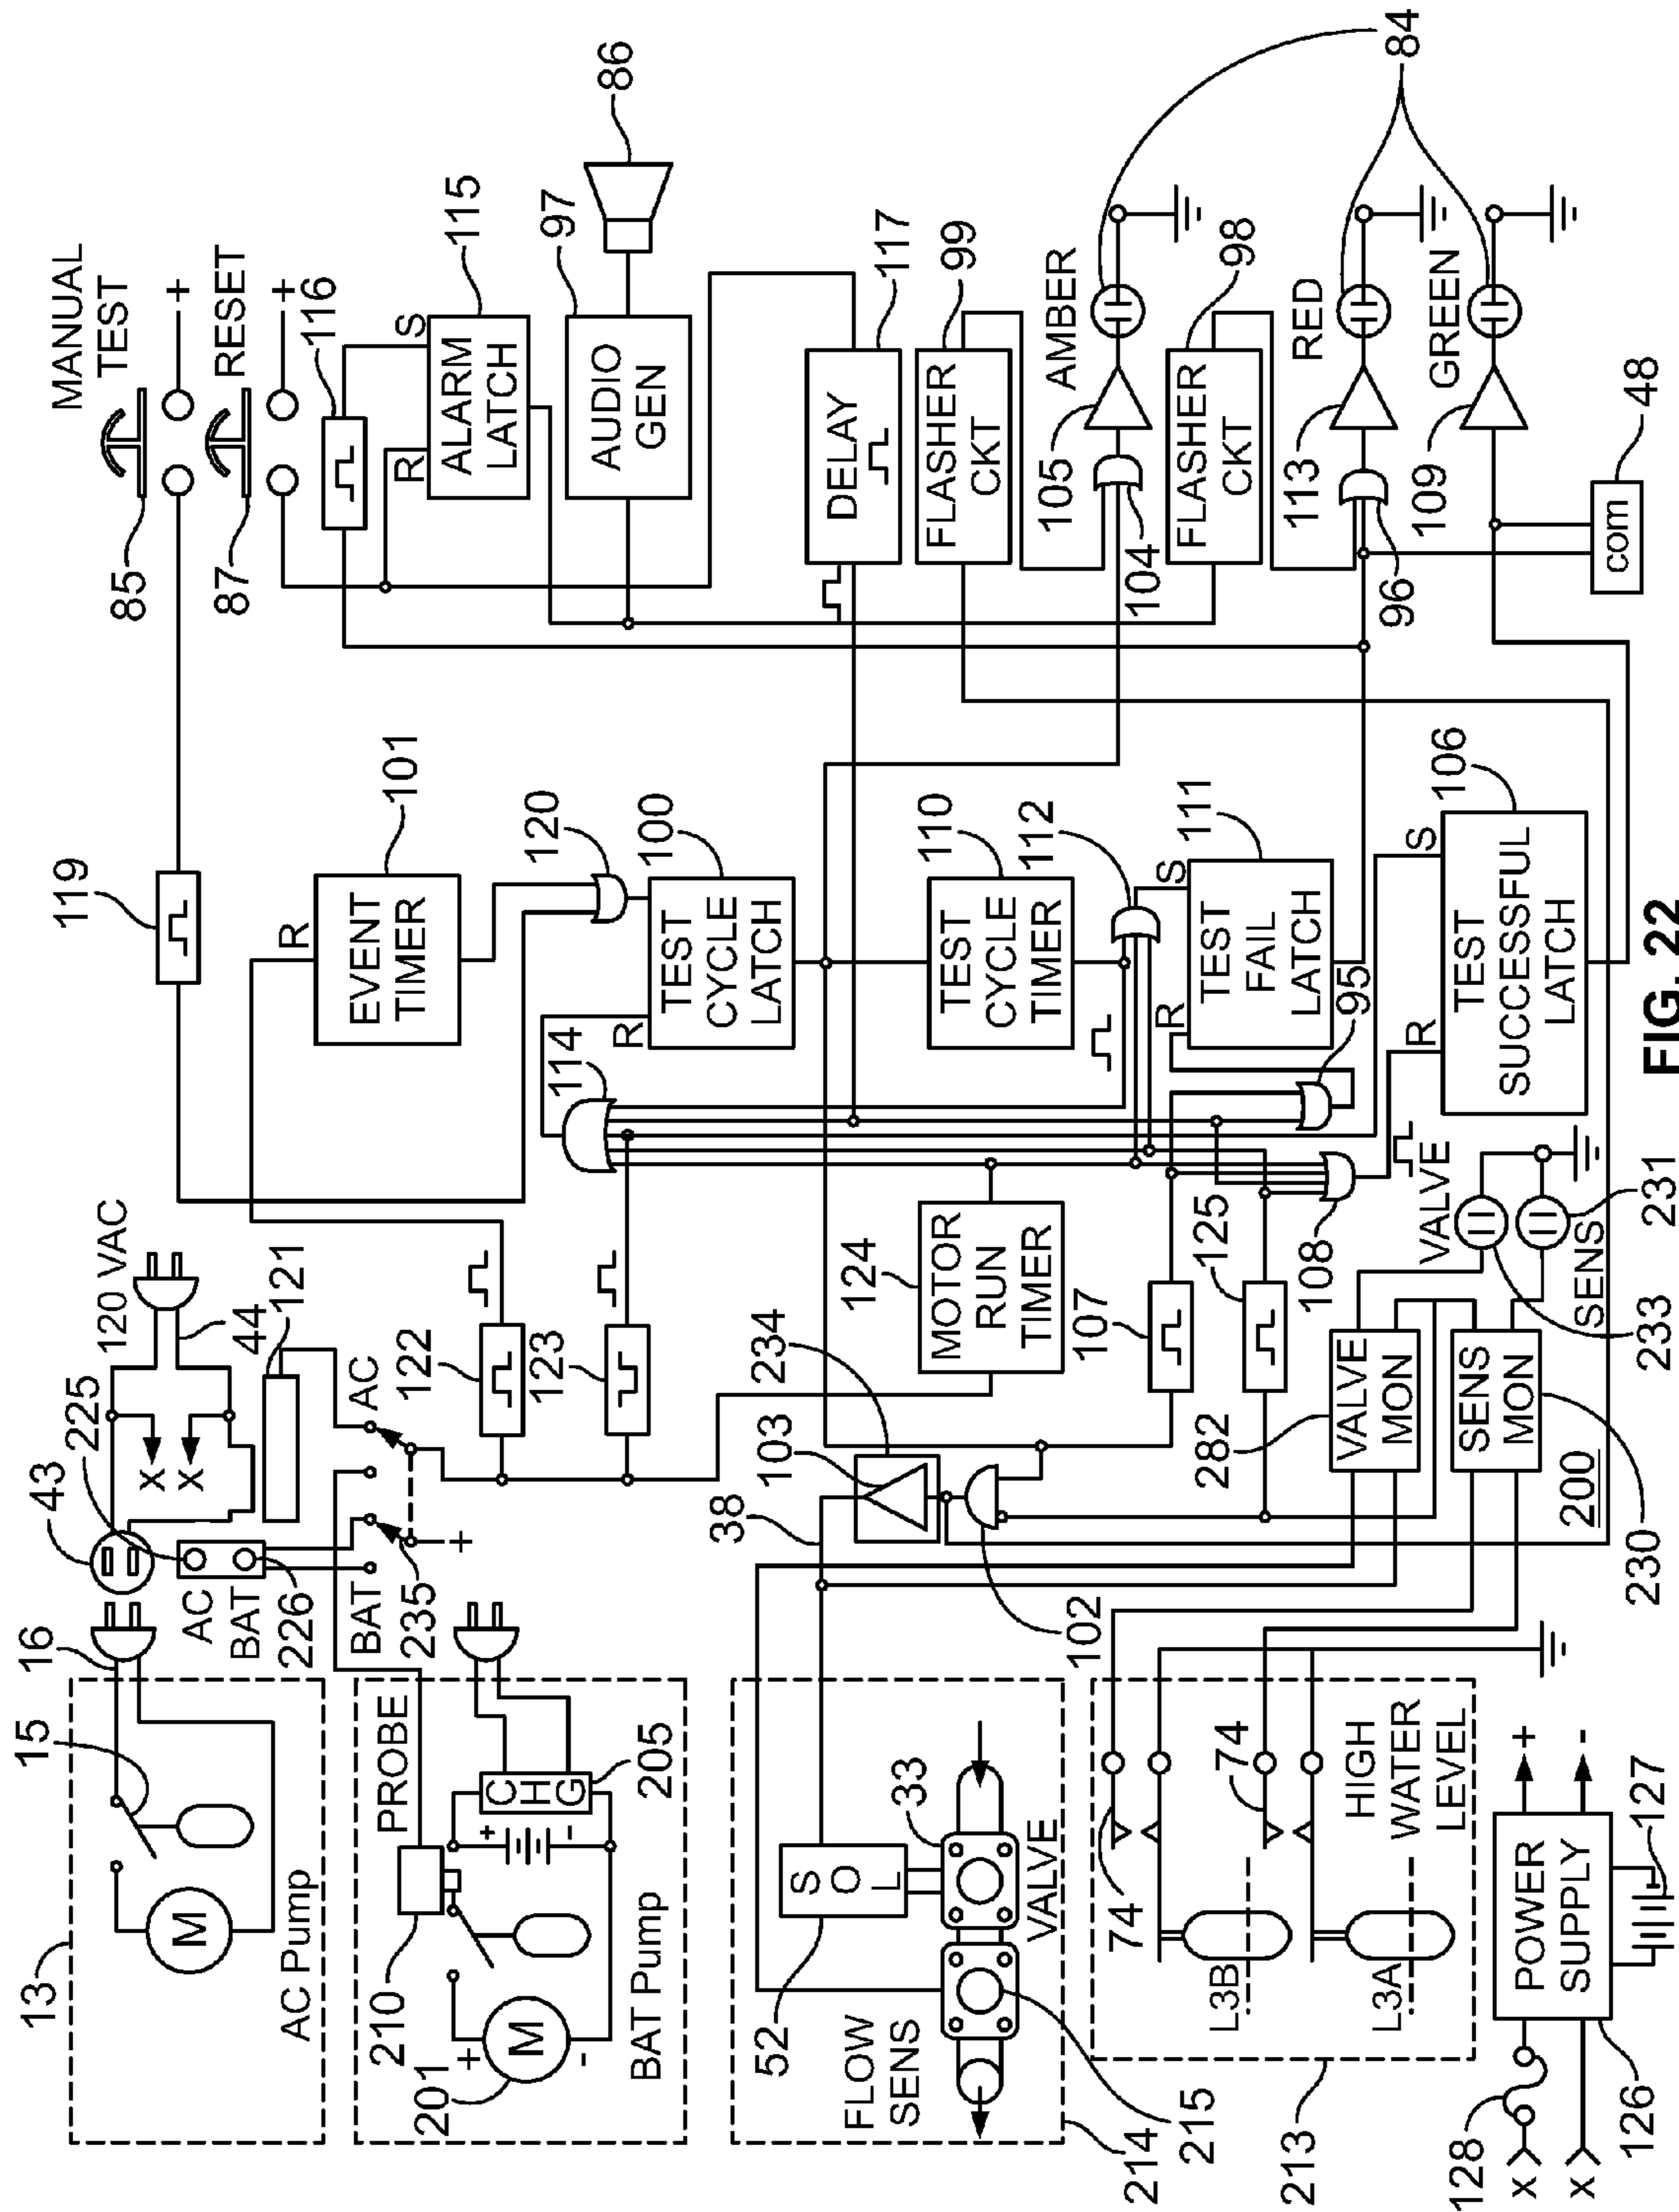 MANUAL
TEST
RESET
+
+
85
87
116
S
R
ALARM
LATCH
115
AUDIO
GEN
97
86
DELAY
117
FLASHER
CKT
99
AMBER
105
104
84
FLASHER
CKT
98
RED
113
96
GREEN
109
com
48
119
R
EVENT
TIMER
101
120
TEST
CYCLE
LATCH
100
R
114
TEST
CYCLE
TIMER
110
112
S
R
TEST
FAIL
LATCH
111
95
S
R
TEST
SUCCESSFUL
LATCH
106
120 VAC
44
121
43
225
X
X
AC
122
123
AC
BAT
226
BAT
235
+
234
103
38
102
MOTOR
RUN
TIMER
124
107
125
108
VALVE
MON
282
SENS
MON
230
200
VALVE
SENS
233
231
13
15
16
M
AC Pump
PROBE
210
201
+
M
-
+
-
CHG
205
BAT Pump
SOL
52
33
VALVE
FLOW
SENS
214
215
74
74
L3B
L3A
HIGH
WATER
LEVEL
213
128
X
X
POWER
SUPPLY
+
-
126
127
FIG. 22